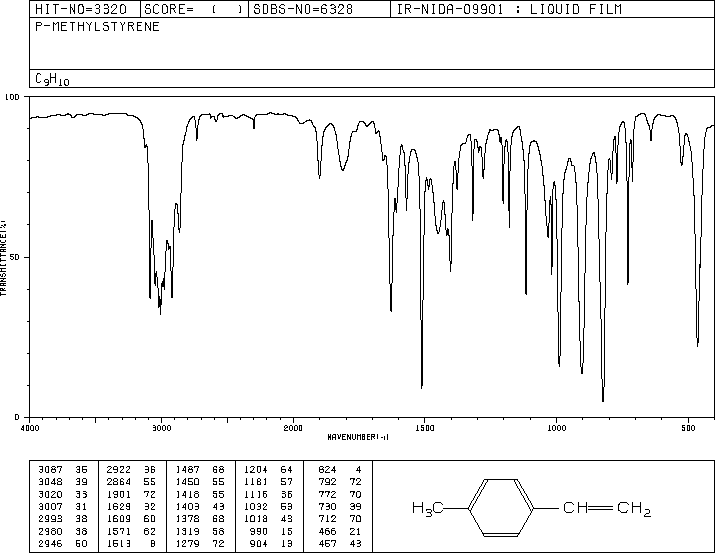 HIT-NO=3320 SCORE= ( ) SDBS-NO=6328 IR-NIDA-09901 : LIQUID FILM
P-METHYLSTYRENE
C9H10
100
50
0
TRANSMITTANCE(%)
4000 3000 2000 1500 1000 500
WAVENUMBER(-1)
3087 35 2922 36 1487 68 1204 64 824 4
3048 39 2864 55 1450 55 1181 57 792 72
3020 33 1901 72 1418 55 1116 36 772 70
3007 31 1629 32 1403 43 1032 53 730 39
2993 38 1609 60 1378 68 1018 43 712 70
2980 38 1571 62 1319 58 990 15 466 21
2946 50 1513 8 1279 72 904 13 457 43
H3C CH CH2